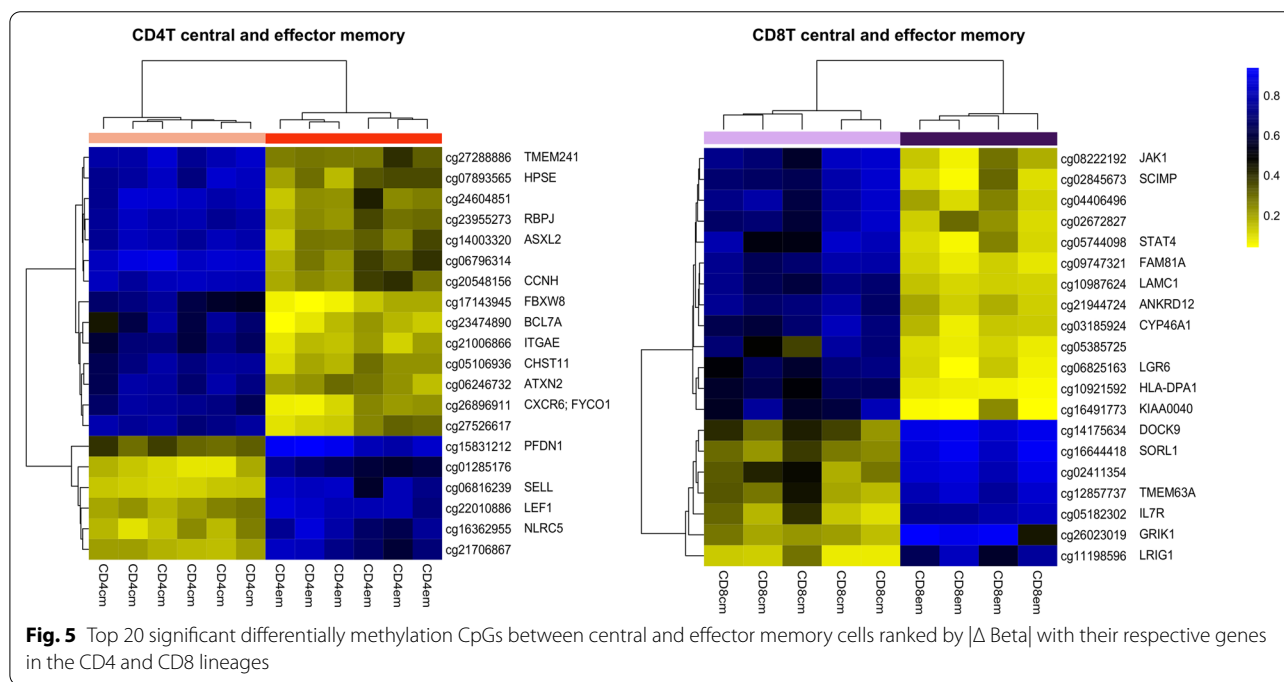 CD4T central and effector memory
cg27288886 TMEM241
cg07893565 HPSE
cg24604851
cg23955273 RBPJ
cg14003320 ASXL2
cg06796314
cg20548156 CCNH
cg17143945 FBXW8
cg23474890 BCL7A
cg21006866 ITGAE
cg05106936 CHST11
cg06246732 ATXN2
cg26896911 CXCR6; FYCO1
cg27526617
cg15831212 PFDN1
cg01285176
cg06816239 SELL
cg22010886 LEF1
cg16362955 NLRC5
cg21706867
CD4cm
CD4cm
CD4cm
CD4cm
CD4cm
CD4cm
CD4em
CD4em
CD4em
CD4em
CD4em
CD4em
CD8T central and effector memory
cg08222192 JAK1
cg02845673 SCIMP
cg04406496
cg02672827
cg05744098 STAT4
cg09747321 FAM81A
cg10987624 LAMC1
cg21944724 ANKRD12
cg03185924 CYP46A1
cg05385725
cg06825163 LGR6
cg10921592 HLA-DPA1
cg16491773 KIAA0040
cg14175634 DOCK9
cg16644418 SORL1
cg02411354
cg12857737 TMEM63A
cg05182302 IL7R
cg26023019 GRIK1
cg11198596 LRIG1
CD8cm
CD8cm
CD8cm
CD8cm
CD8cm
CD8em
CD8em
CD8em
CD8em
0.8
0.6
0.4
0.2
Fig. 5 Top 20 significant differentially methylation CpGs between central and effector memory cells ranked by |Δ Beta| with their respective genes
in the CD4 and CD8 lineages